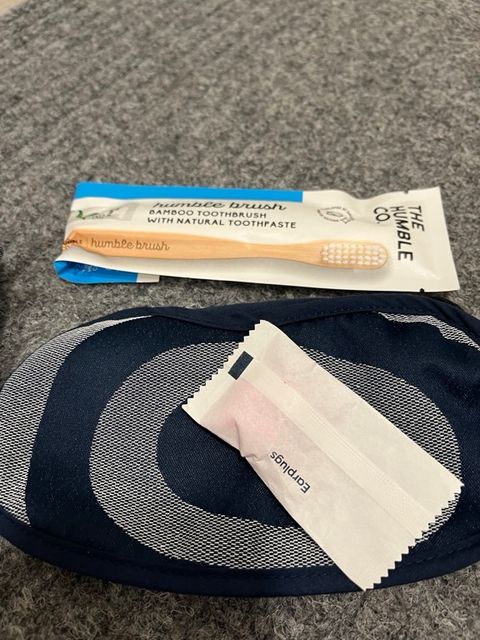 humble brush
BAMBOO TOOTHBRUSH
WITH NATURAL TOOTHPASTE
humble brush
THE
HUMBLE
CO.
Earplugs